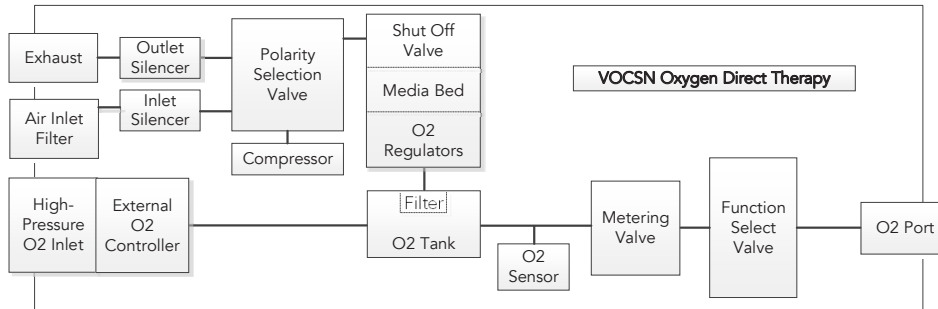 VOCSN Oxygen Direct Therapy
Exhaust
Outlet
Silencer
Polarity
Selection
Valve
Shut Off
Valve
Media Bed
O2
Regulators
Air Inlet
Filter
Inlet
Silencer
Compressor
High-
Pressure
O2 Inlet
External
O2
Controller
Filter
O2 Tank
O2
Sensor
Metering
Valve
Function
Select
Valve
O2 Port